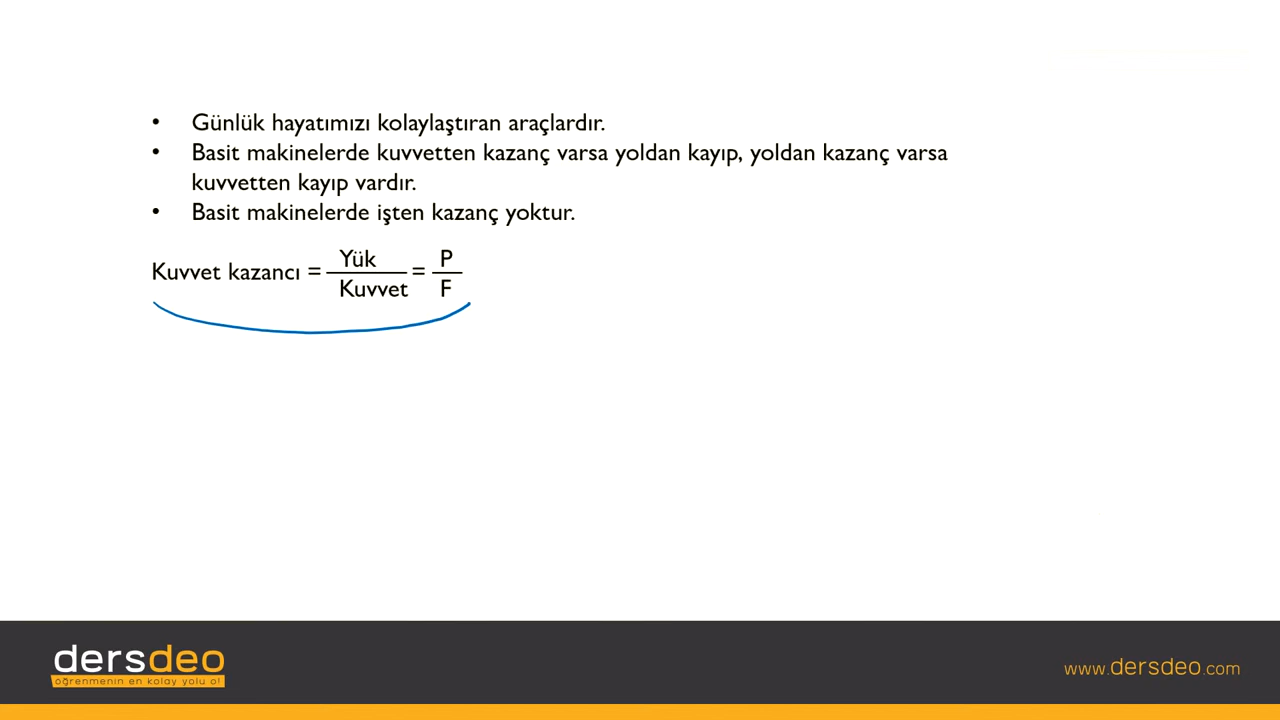 • Günlük hayatımızı kolaylaştıran araçlardır.
• Basit makinelerde kuvvetten kazanç varsa yoldan kayıp, yoldan kazanç varsa
kuvvetten kayıp vardır.
• Basit makinelerde işten kazanç yoktur.
Kuvvet kazancı = Yük / Kuvvet = P / F
dersdeo
öğrenmenin en kolay yolu o!
www.dersdeo.com